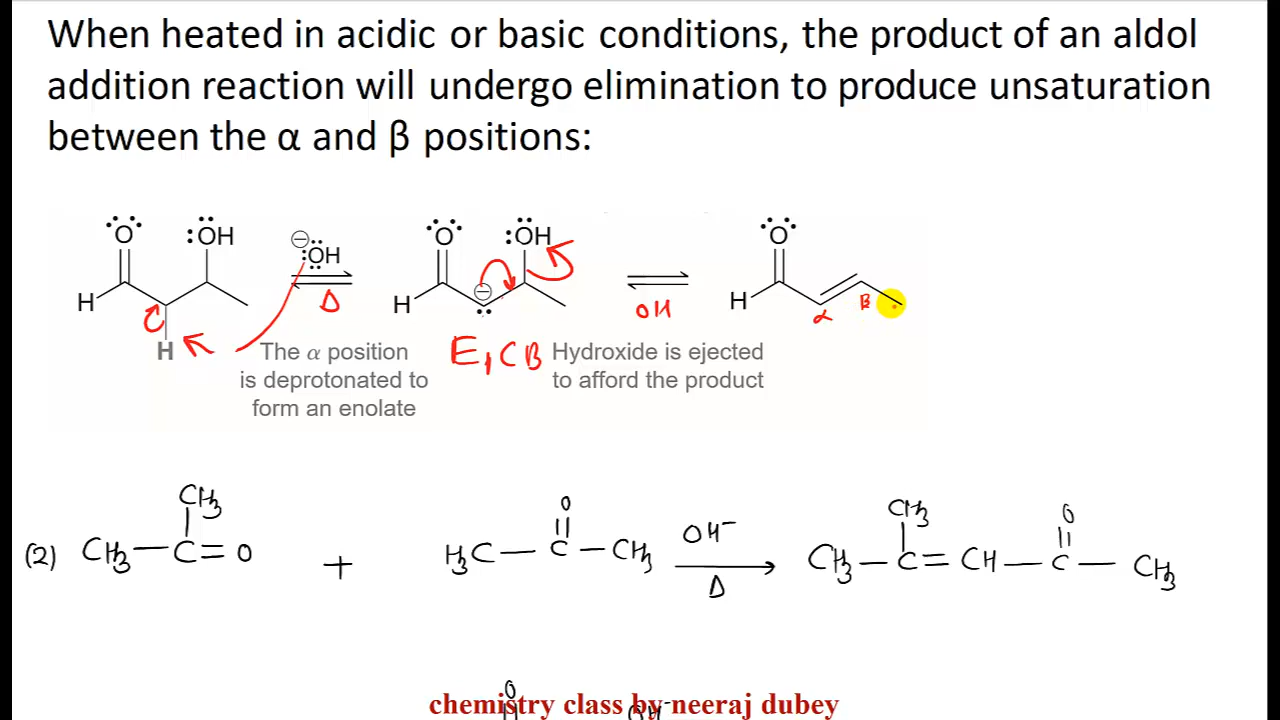 When heated in acidic or basic conditions, the product of an aldol
addition reaction will undergo elimination to produce unsaturation
between the α and β positions:
O :OH ⊖:OH O :OH O
H H H
Δ OH α β
H
The α position E₁CB Hydroxide is ejected
is deprotonated to to afford the product
form an enolate
CH3 O CH3 O
(2) CH3—C=O + H3C—C—CH3 OH⁻ CH3—C=CH—C—CH3
Δ
O
chemistry class by neeraj dubey
OH⁻